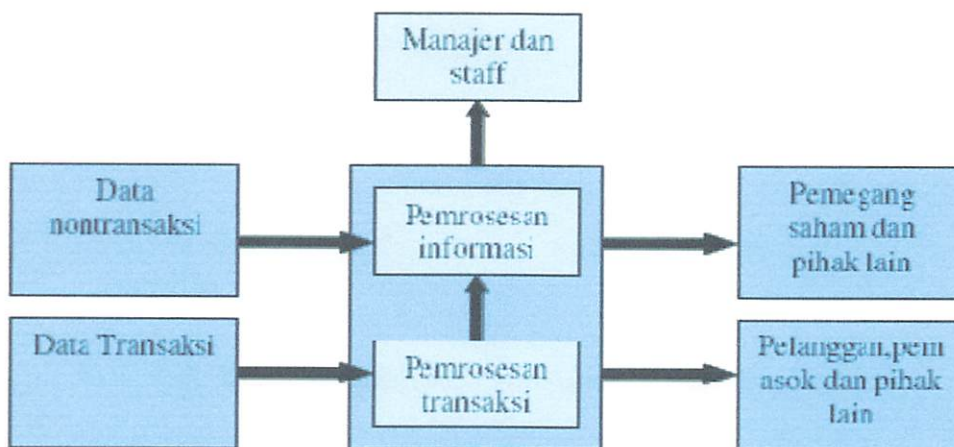 Manajer dan
staff
Data
nontransaksi
Pemrosesan
informasi
Pemegang
saham dan
pihak lain
Data Transaksi
Pemrosesan
transaksi
Pelanggan,pem
asok dan pihak
lain